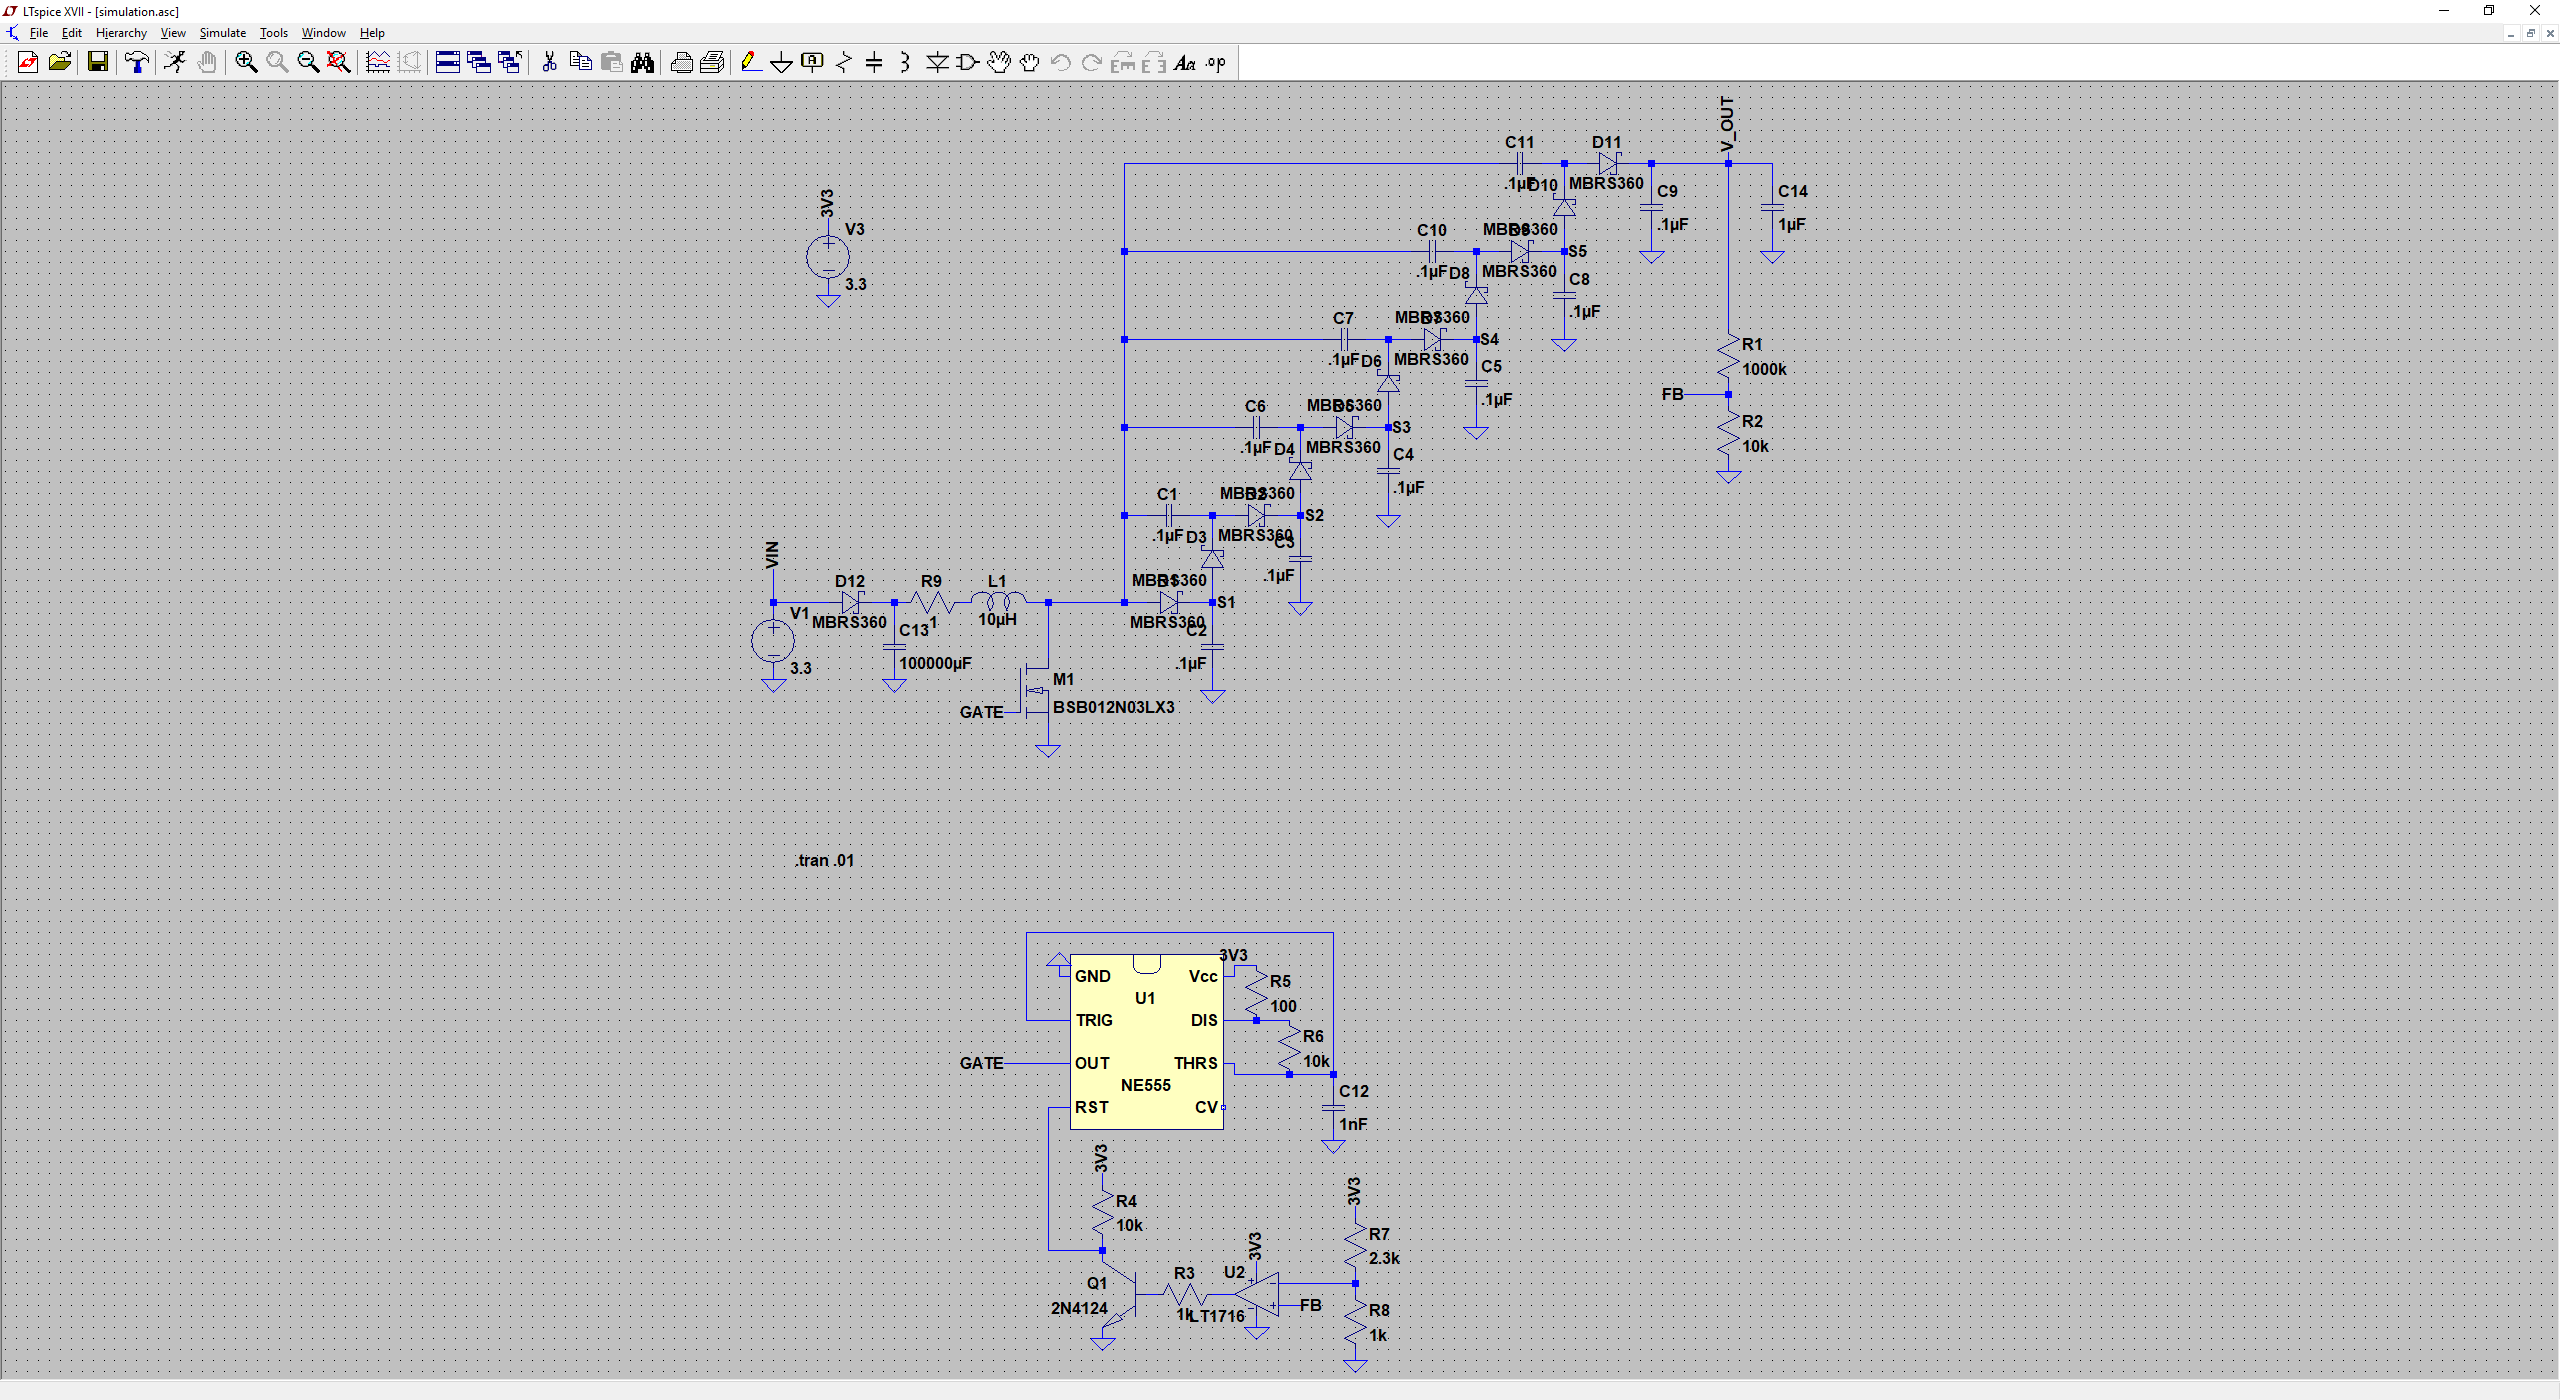 LTspice XVII - [simulation.asc]
File Edit Hierarchy View Simulate Tools Window Help
.op
V_OUT
C11
.1µF
D11
MBRS360
D10
MBRS360
C9
.1µF
C14
1µF
3V3
V3
3.3
C10
.1µF
MBRS360
S5
D8
MBRS360
C8
.1µF
C7
.1µF
MBRS360
S4
D6
MBRS360
C5
.1µF
R1
1000k
FB
R2
10k
C6
.1µF
MBRS360
S3
D4
MBRS360
C4
.1µF
C1
.1µF
MBRS360
S2
D3
MBRS360
C3
.1µF
VIN
V1
3.3
D12
MBRS360
C13
100000µF
R9
1
L1
10µH
MBRS360
S1
C2
.1µF
M1
BSB012N03LX3
GATE
.tran .01
3V3
GND
Vcc
U1
TRIG
DIS
OUT
THRS
NE555
RST
CV
GATE
R5
100
R6
10k
C12
1nF
3V3
R4
10k
Q1
2N4124
R3
1k
U2
LT1716
3V3
FB
3V3
R7
2.3k
R8
1k